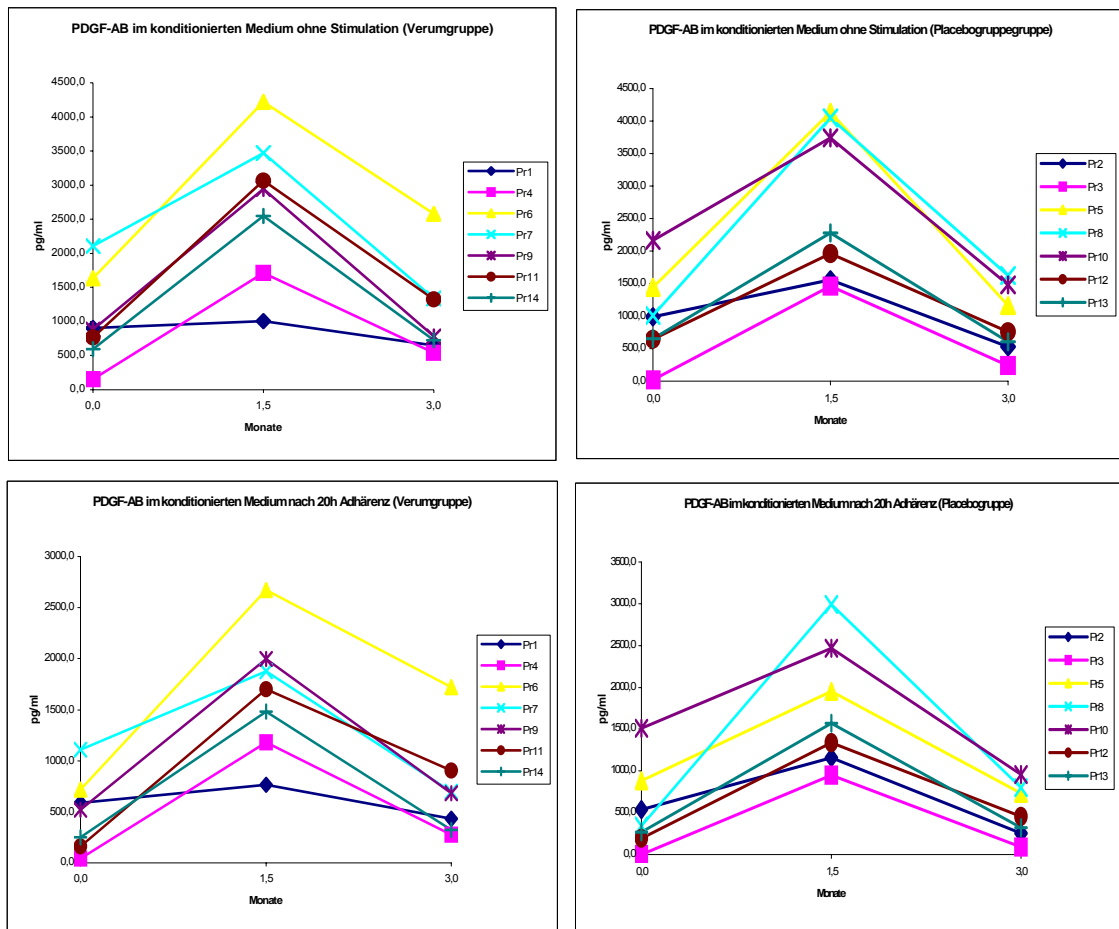 PDGF-AB im konditionierten Medium ohne Stimulation (Verumgruppe)
4500,0
4000,0
3500,0
3000,0
2500,0
2000,0
1500,0
1000,0
500,0
0,0
pg/ml
0,0
1,5
3,0
Monate
Pr1
Pr4
Pr6
Pr7
Pr9
Pr11
Pr14
PDGF-AB im konditionierten Medium ohne Stimulation (Placebogruppegruppe)
4500,0
4000,0
3500,0
3000,0
2500,0
2000,0
1500,0
1000,0
500,0
0,0
pg/ml
0,0
1,5
3,0
Monate
Pr2
Pr3
Pr5
Pr8
Pr10
Pr12
Pr13
PDGF-AB im konditionierten Medium nach 20h Adhärenz (Verumgruppe)
3000,0
2500,0
2000,0
1500,0
1000,0
500,0
0,0
pg/ml
0,0
1,5
3,0
Monate
Pr1
Pr4
Pr6
Pr7
Pr9
Pr11
Pr14
PDGF-AB im konditionierten Medium nach 20h Adhärenz (Placebogruppe)
3500,0
3000,0
2500,0
2000,0
1500,0
1000,0
500,0
0,0
pg/ml
0,0
1,5
3,0
Monate
Pr2
Pr3
Pr5
Pr8
Pr10
Pr12
Pr13